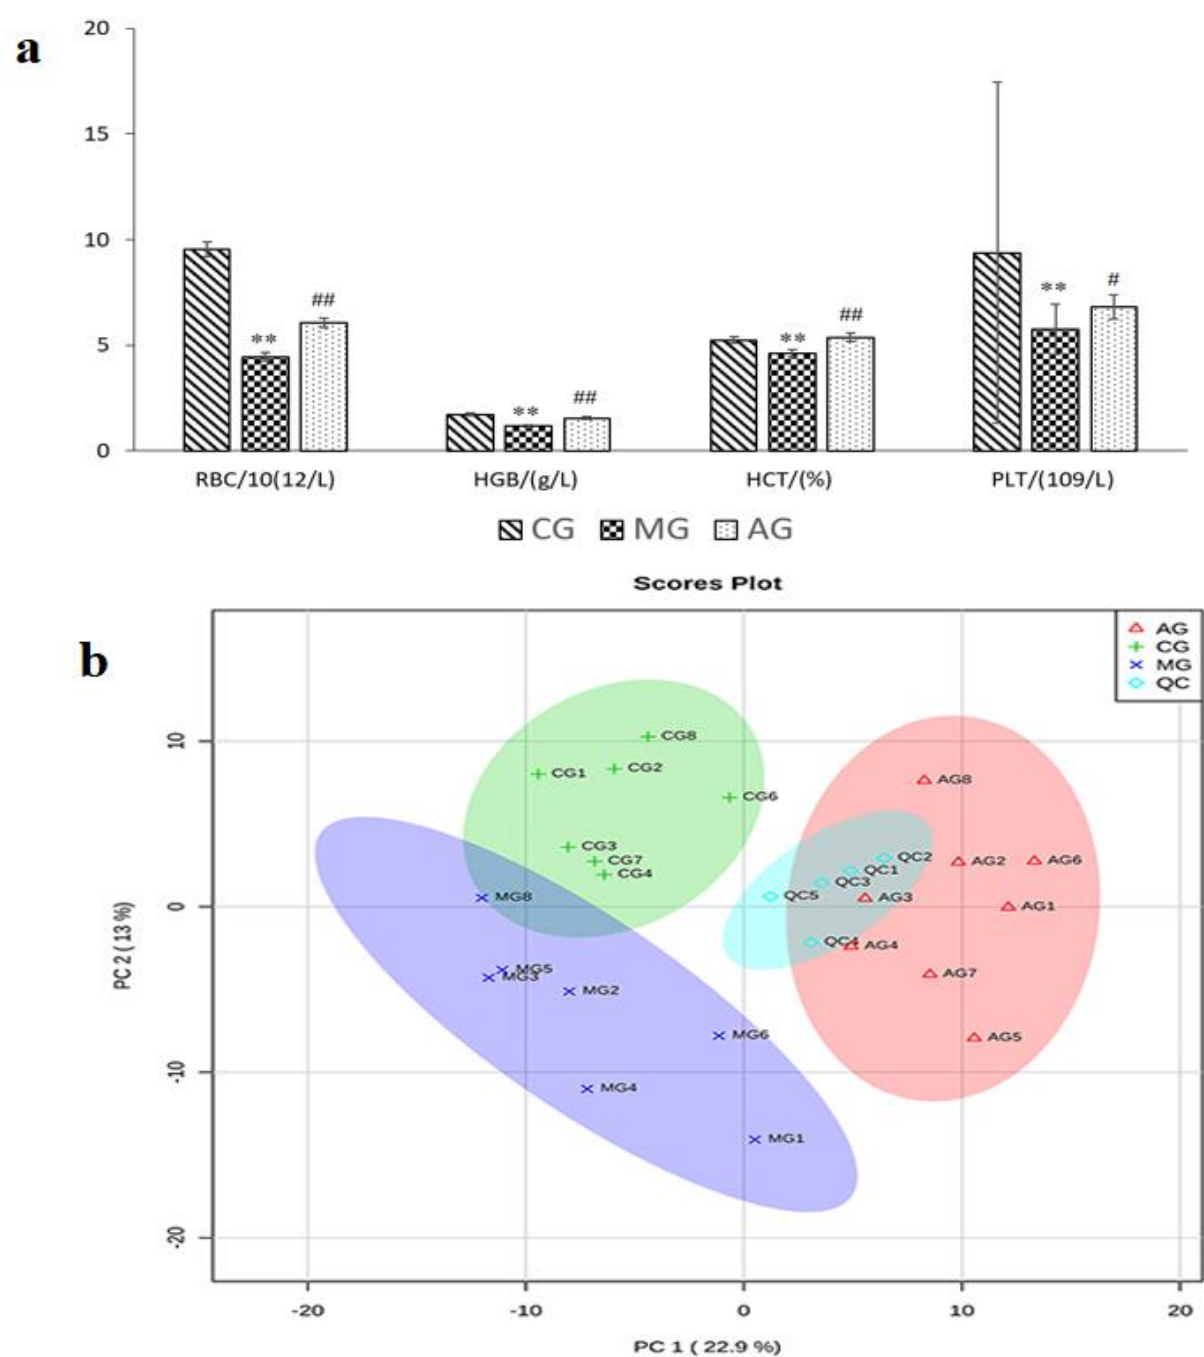 a
20
15
10
5
0
**
##
**
##
**
##
**
#
RBC/10(12/L) HGB/(g/L) HCT/(%) PLT/(109/L)
CG MG AG
Scores Plot
b
AG
CG
MG
QC
CG8
CG2
CG1
CG6
CG3
CG7
CG4
AG8
QC2
AG2
AG6
QC1
QC3
QC5
AG3
AG1
MG8
QC4
AG4
MG5
MG3
AG7
MG2
MG6
AG5
MG4
MG1
10
0
-10
-20
PC 2 ( 13 %)
-20 -10 0 10 20
PC 1 ( 22.9 %)